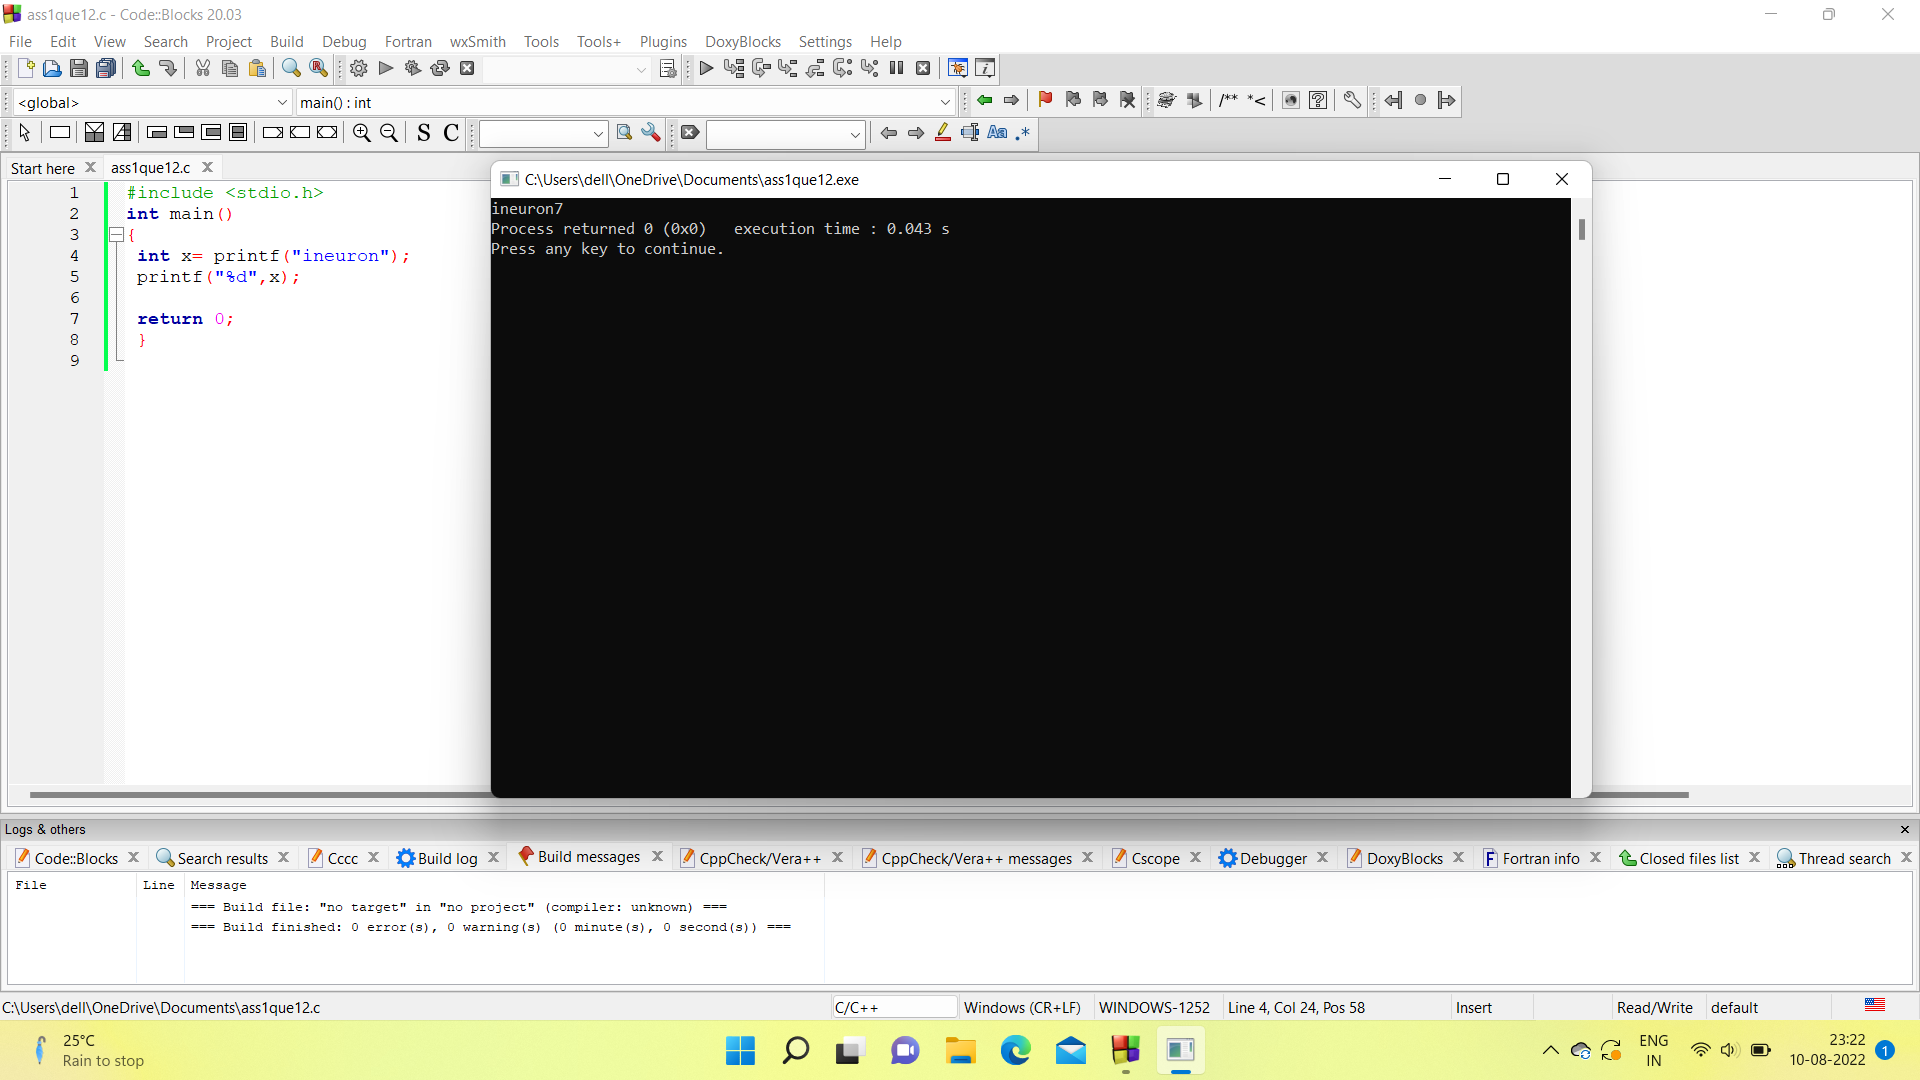 ass1que12.c - Code::Blocks 20.03
File Edit View Search Project Build Debug Fortran wxSmith Tools Tools+ Plugins DoxyBlocks Settings Help
<global> main() : int /** *<
S C Aa .*
Start here ass1que12.c
1 #include <stdio.h>
2 int main()
3 {
4 int x= printf("ineuron");
5 printf("%d",x);
6
7 return 0;
8 }
9
C:\Users\dell\OneDrive\Documents\ass1que12.exe
ineuron7
Process returned 0 (0x0)   execution time : 0.043 s
Press any key to continue.
Logs & others
Code::Blocks Search results Cccc Build log Build messages CppCheck/Vera++ CppCheck/Vera++ messages Cscope Debugger DoxyBlocks Fortran info Closed files list Thread search
File Line Message
=== Build file: "no target" in "no project" (compiler: unknown) ===
=== Build finished: 0 error(s), 0 warning(s) (0 minute(s), 0 second(s)) ===
C:\Users\dell\OneDrive\Documents\ass1que12.c C/C++ Windows (CR+LF) WINDOWS-1252 Line 4, Col 24, Pos 58 Insert Read/Write default
25°C
Rain to stop
ENG
IN
23:22
10-08-2022
1